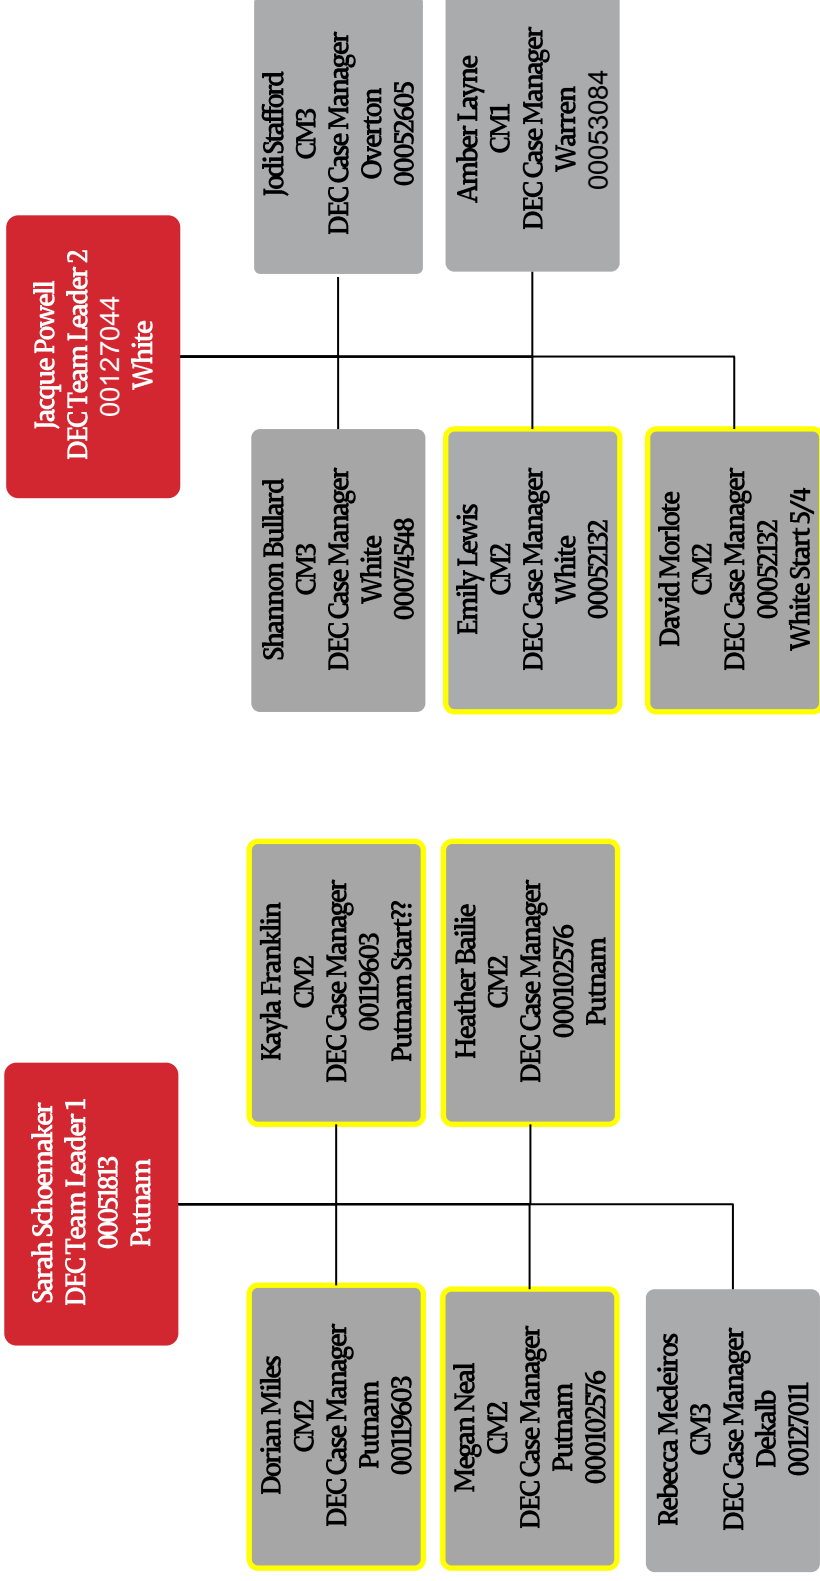 Sarah Schoemaker
DEC Team Leader 1
00051813
Putnam
Jacque Powell
DEC Team Leader 2
00127044
White
Dorian Miles
CM2
DEC Case Manager
Putnam
00119603
Kayla Franklin
CM2
DEC Case Manager
00119603
Putnam Start??
Shannon Bullard
CM3
DEC Case Manager
White
00074548
Jodi Stafford
CM3
DEC Case Manager
Overton
00052605
Megan Neal
CM2
DEC Case Manager
Putnam
000102576
Heather Bailie
CM2
DEC Case Manager
000102576
Putnam
Emily Lewis
CM2
DEC Case Manager
White
00052132
Amber Layne
CM1
DEC Case Manager
Warren
00053084
Rebecca Medeiros
CM3
DEC Case Manager
Dekalb
00127011
David Morlote
CM2
DEC Case Manager
00052132
White Start 5/4